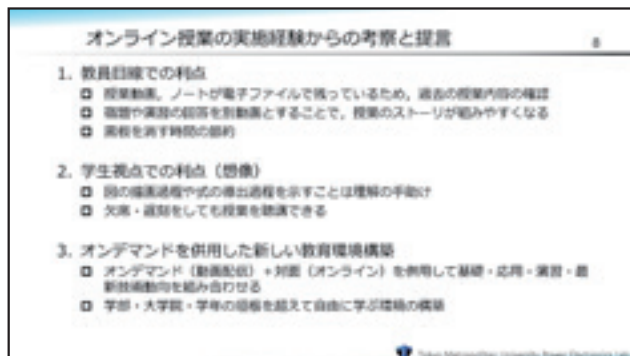 オンライン授業の実施経験からの考察と提言
8
1. 教員目線での利点
授業動画，ノートが電子ファイルで残っているため，過去の授業内容の確認
宿題や演習の回答を別動画とすることで，授業のストーリが組みやすくなる
黒板を消す時間の節約
2. 学生視点での利点（想像）
図の描画過程や式の導出過程を示すことは理解の手助け
欠席・遅刻をしても授業を聴講できる
3. オンデマンドを併用した新しい教育環境構築
オンデマンド（動画配信）+対面（オンライン）を併用して基礎・応用・演習・最
新技術動向を組み合わせる
学部・大学院・学年の垣根を超えて自由に学ぶ環境の構築
Tokyo Metropolitan University Power Electronics Lab